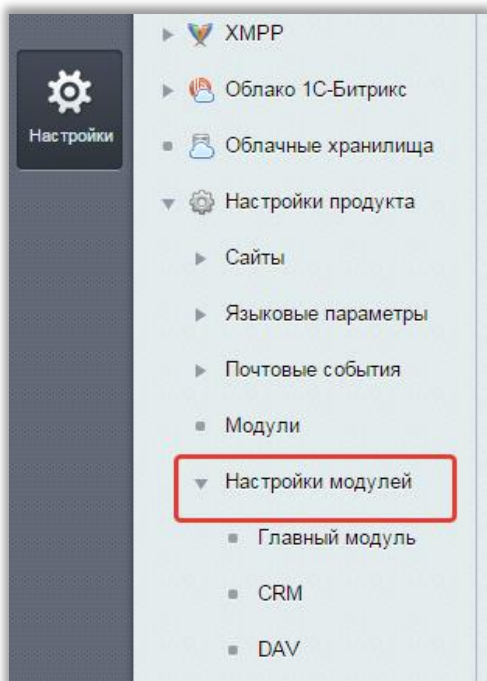 XMPP
Облако 1С-Битрикс
Настройки
Облачные хранилища
Настройки продукта
Сайты
Языковые параметры
Почтовые события
Модули
Настройки модулей
Главный модуль
CRM
DAV